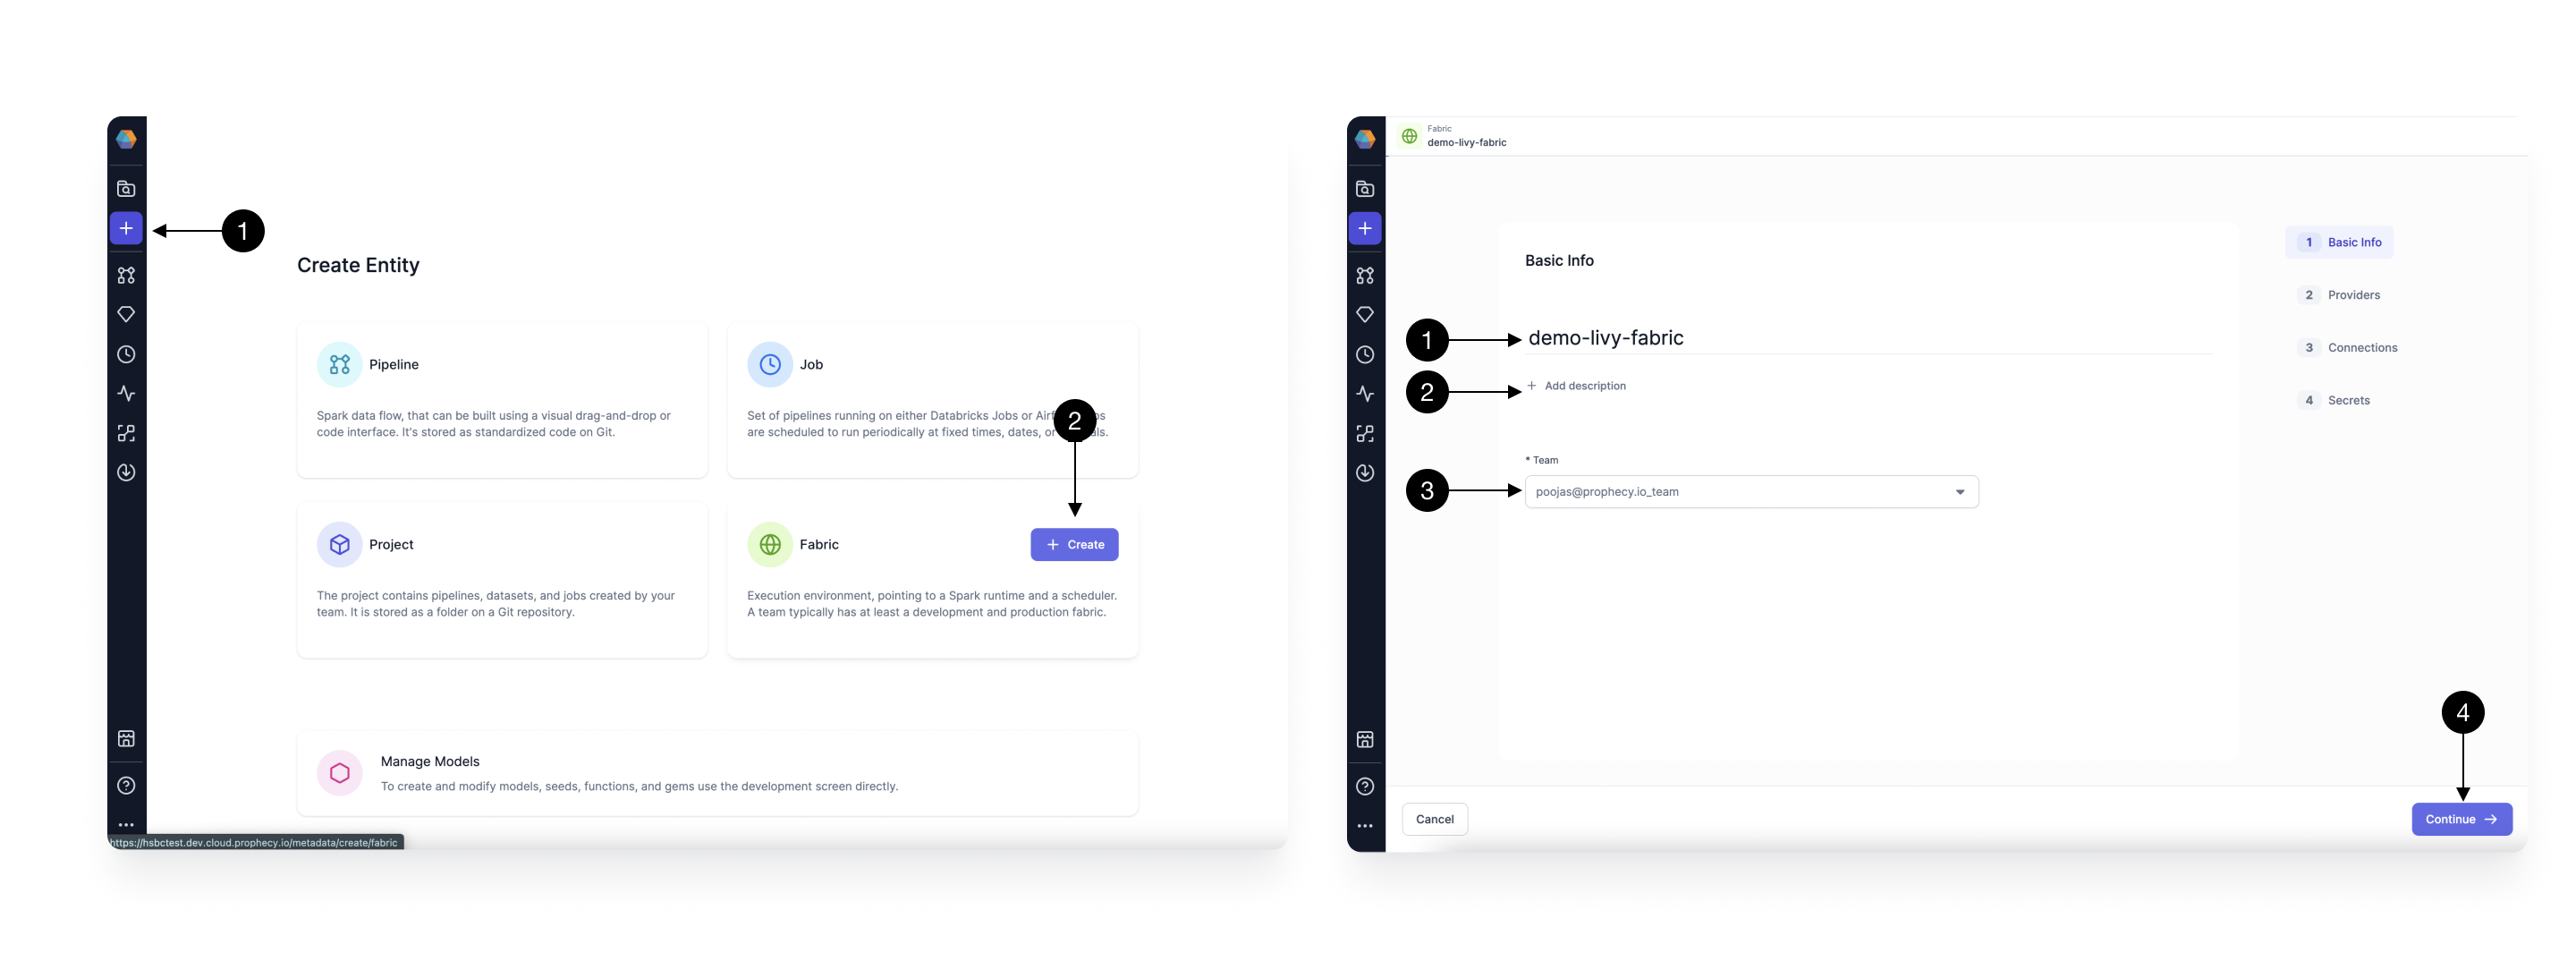 1
Create Entity
Pipeline
Spark data flow, that can be built using a visual drag-and-drop or
code interface. It's stored as standardized code on Git.
Job
Set of pipelines running on either Databricks Jobs or
are scheduled to run periodically at fixed times, dates, or
2
Project
The project contains pipelines, datasets, and jobs created by your
team. It is stored as a folder on a Git repository.
Fabric
+ Create
Execution environment, pointing to a Spark runtime and a scheduler.
A team typically has at least a development and production fabric.
Manage Models
To create and modify models, seeds, functions, and gems use the development screen directly.
https://hsbctest.dev.cloud.prophecy.io/metadata/create/fabric
Fabric
demo-livy-fabric
Basic Info
1
demo-livy-fabric
2
+ Add description
* Team
3
poojas@prophecy.io_team
1 Basic Info
2 Providers
3 Connections
4 Secrets
4
Cancel
Continue →